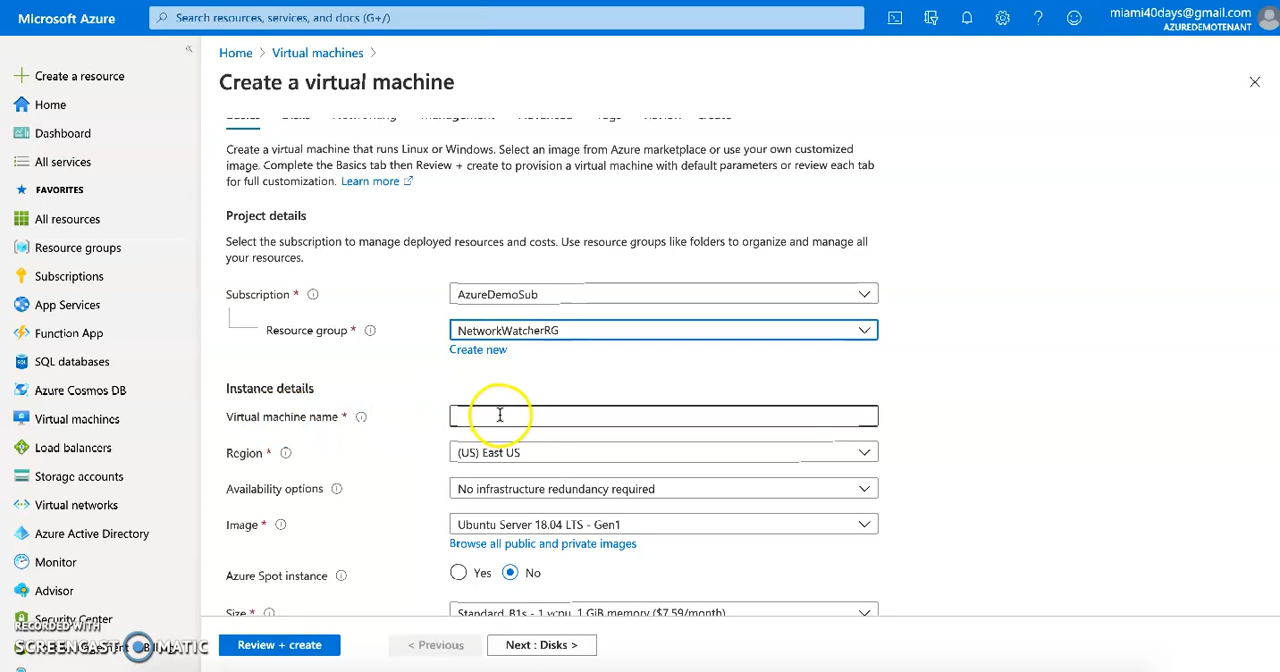 Microsoft Azure
Search resources, services, and docs (G+/)
miami40days@gmail.com
AZUREDEMOTENANT
Create a resource
Home
Dashboard
All services
FAVORITES
All resources
Resource groups
Subscriptions
App Services
Function App
SQL databases
Azure Cosmos DB
Virtual machines
Load balancers
Storage accounts
Virtual networks
Azure Active Directory
Monitor
Advisor
Security Center
RECORDED WITH
SCREENCAST MATIC
Home > Virtual machines >
Create a virtual machine
Basics Disks Networking Management Advanced Tags Review + create
Create a virtual machine that runs Linux or Windows. Select an image from Azure marketplace or use your own customized
image. Complete the Basics tab then Review + create to provision a virtual machine with default parameters or review each tab
for full customization. Learn more
Project details
Select the subscription to manage deployed resources and costs. Use resource groups like folders to organize and manage all
your resources.
Subscription * AzureDemoSub
Resource group * NetworkWatcherRG
Create new
Instance details
Virtual machine name *
Region * (US) East US
Availability options No infrastructure redundancy required
Image * Ubuntu Server 18.04 LTS - Gen1
Browse all public and private images
Azure Spot instance Yes No
Size * Standard_B1s - 1 vcpu, 1 GiB memory ($7.59/month)
Review + create < Previous Next : Disks >